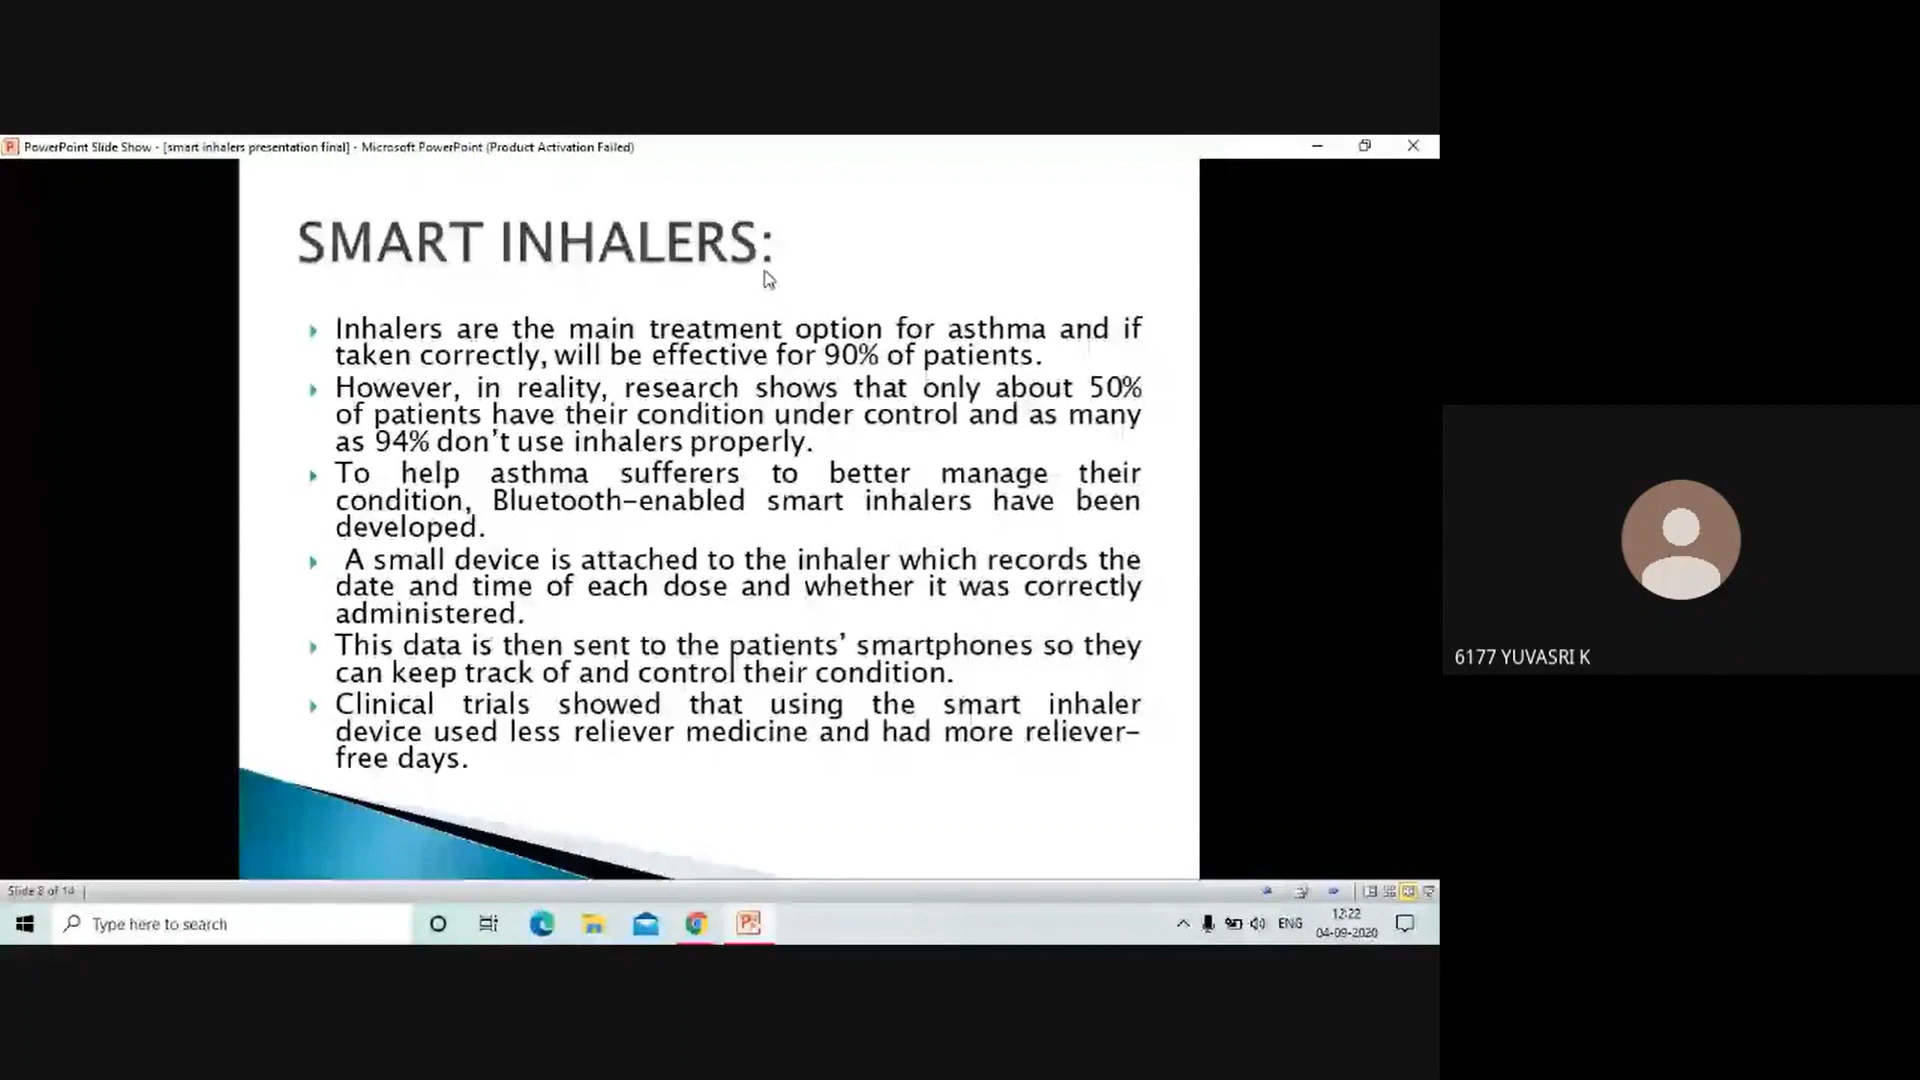 PowerPoint Slide Show - [smart inhalers presentation final] - Microsoft PowerPoint (Product Activation Failed)
SMART INHALERS:
Inhalers are the main treatment option for asthma and if
taken correctly, will be effective for 90% of patients.
However, in reality, research shows that only about 50%
of patients have their condition under control and as many
as 94% don’t use inhalers properly.
To help asthma sufferers to better manage their
condition, Bluetooth-enabled smart inhalers have been
developed.
A small device is attached to the inhaler which records the
date and time of each dose and whether it was correctly
administered.
This data is then sent to the patients’ smartphones so they
can keep track of and control their condition.
Clinical trials showed that using the smart inhaler
device used less reliever medicine and had more reliever-
free days.
6177 YUVASRI K
Slide 8 of 14
Type here to search
ENG
12:22
04-09-2020